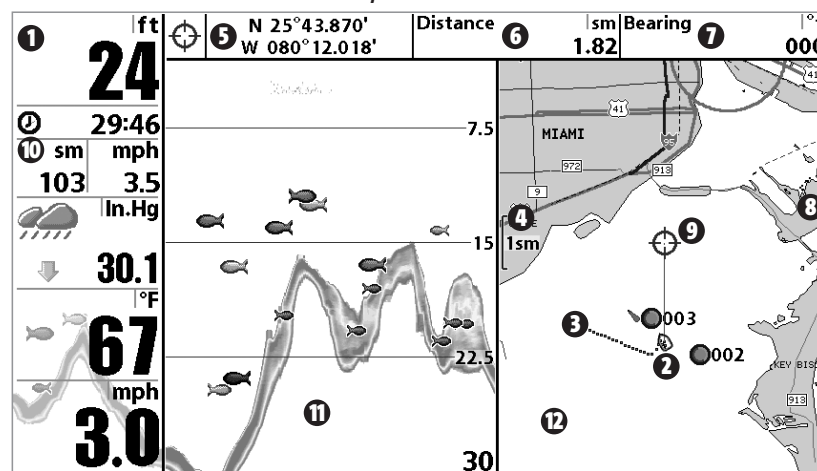 1 ft
24
29:46
10 sm mph
103 3.5
In.Hg
30.1
°F
67
mph
3.0
5 N 25°43.870'
W 080°12.018'
Distance sm
6 1.82
Bearing °
7 000
7.5
15
22.5
30
11
41
41
MIAMI
95
972
913
9
4
1sm
8
9
3
003
2
002
KEY BIS
913
12